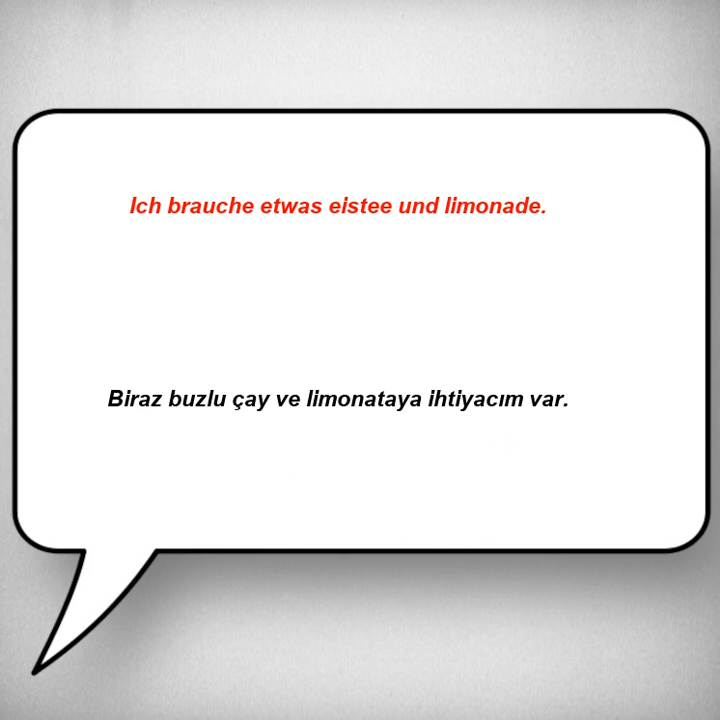 Ich brauche etwas eistee und limonade.
Biraz buzlu çay ve limonataya ihtiyacım var.